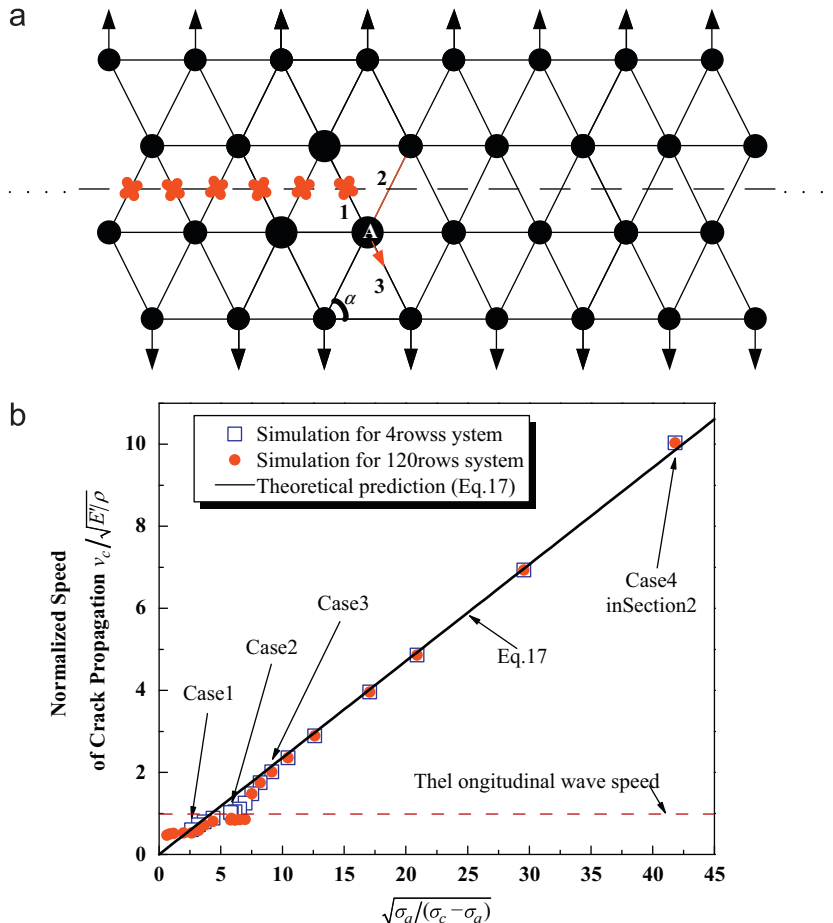 a
2
1
A
3
α
b
10
8
6
4
2
0
Normalized Speed
of Crack Propagation v_c/√E'/ρ
Simulation for 4rowss ystem
Simulation for 120rows system
Theoretical prediction (Eq.17)
Case1
Case2
Case3
Case4
inSection2
Eq.17
Thel ongitudinal wave speed
0 5 10 15 20 25 30 35 40 45
√σ_a/(σ_c−σ_a)